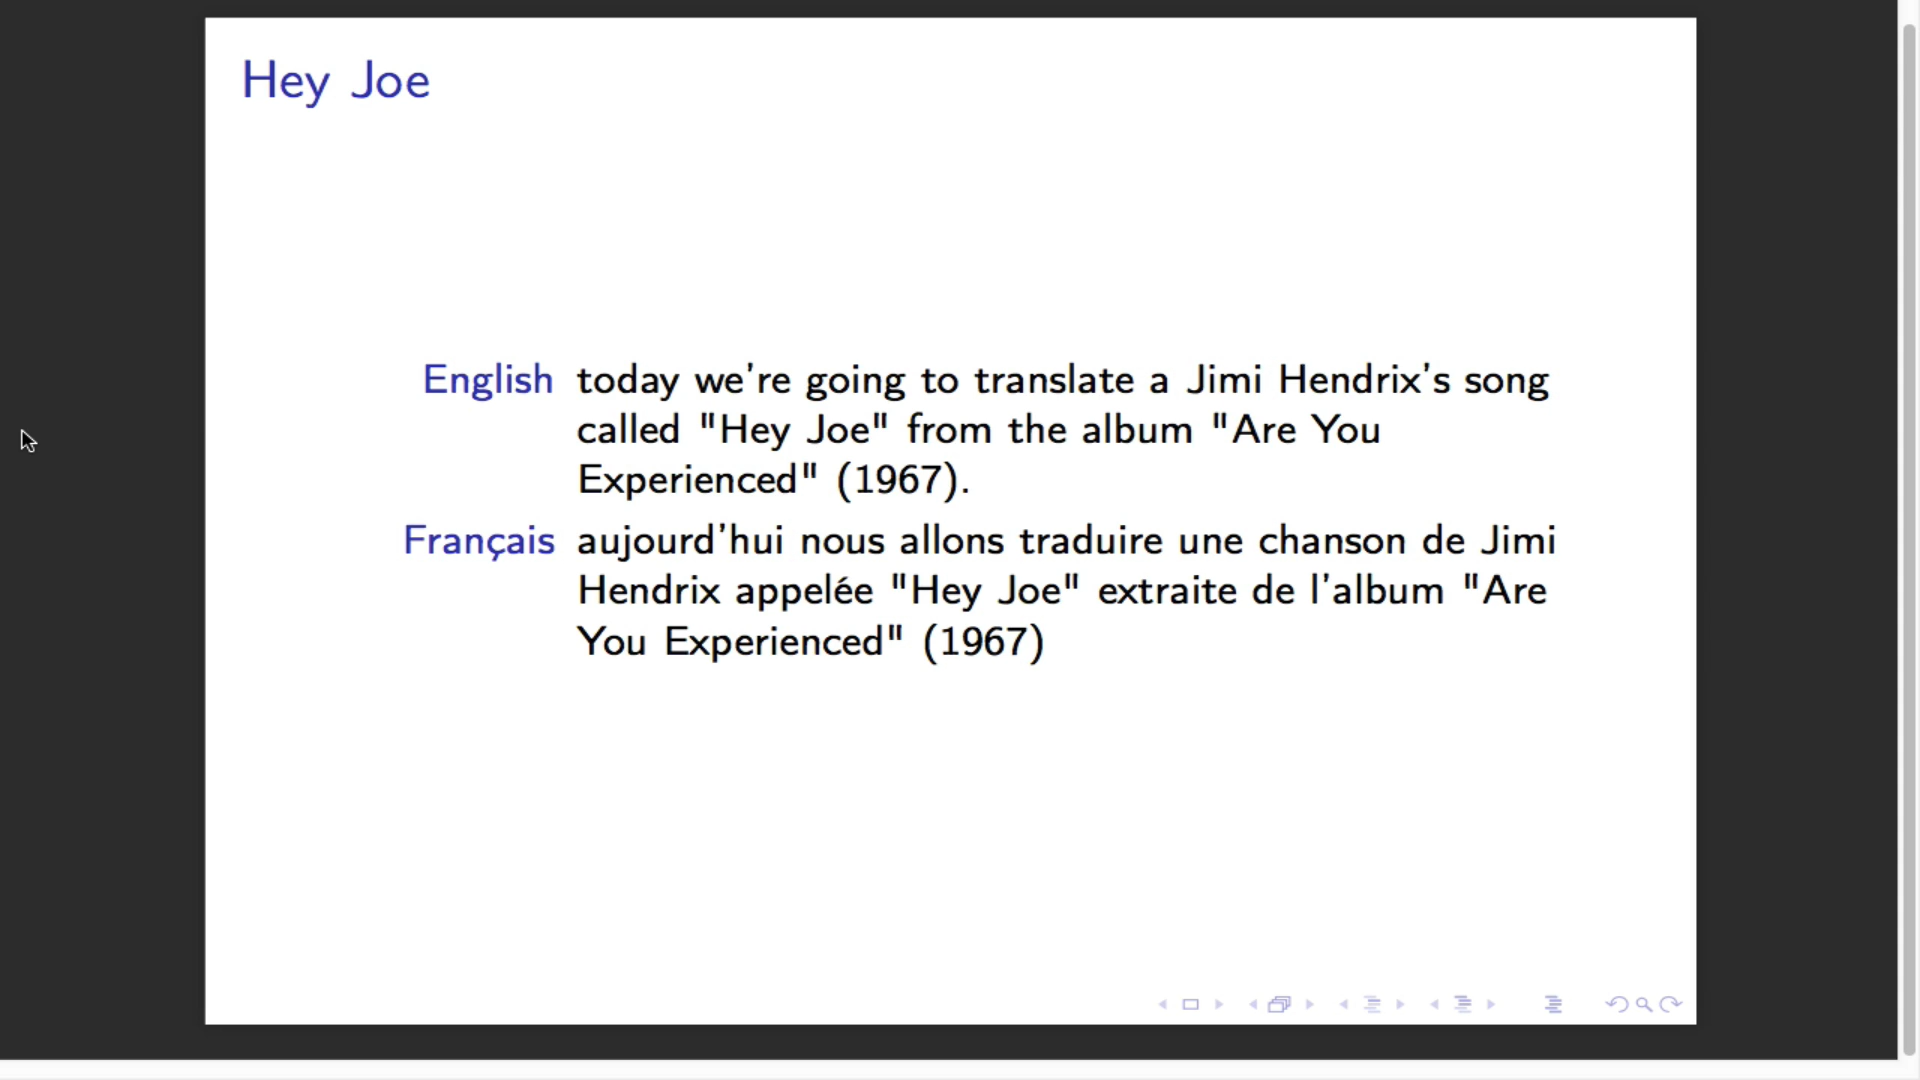 Hey Joe
English today we're going to translate a Jimi Hendrix's song
called "Hey Joe" from the album "Are You
Experienced" (1967).
Français aujourd'hui nous allons traduire une chanson de Jimi
Hendrix appelée "Hey Joe" extraite de l'album "Are
You Experienced" (1967)